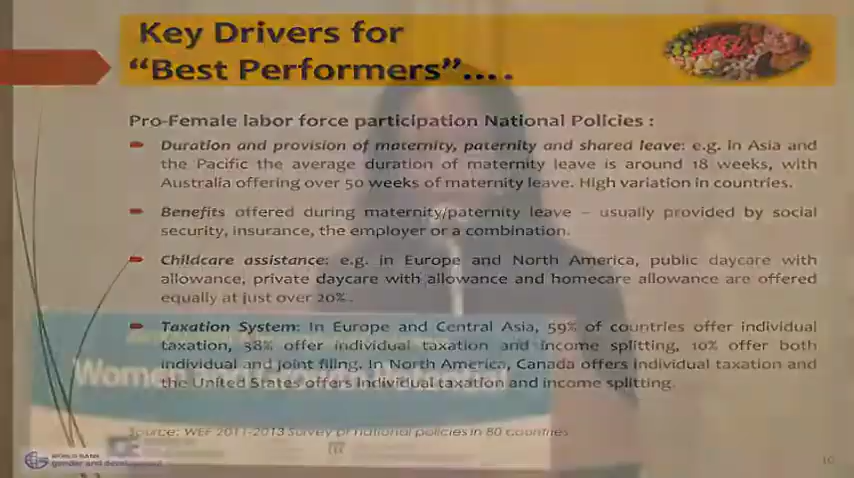 Key Drivers for
“Best Performers”….
Pro-Female labor force participation National Policies :
Duration and provision of maternity, paternity and shared leave: e.g. in Asia and
the Pacific the average duration of maternity leave is around 18 weeks, with
Australia offering over 50 weeks of maternity leave. High variation in countries.
Benefits offered during maternity/paternity leave – usually provided by social
security, insurance, the employer or a combination.
Childcare assistance: e.g. in Europe and North America, public daycare with
allowance, private daycare with allowance and homecare allowance are offered
equally at just over 20%.
Taxation System: In Europe and Central Asia, 59% of countries offer individual
taxation, 38% offer individual taxation and income splitting, 10% offer both
individual and joint filing. In North America, Canada offers individual taxation and
the United States offers individual taxation and income splitting.
Wome
Source: WEF 2011-2013 Survey of national policies in 80 countries
WORLD BANK
gender and development